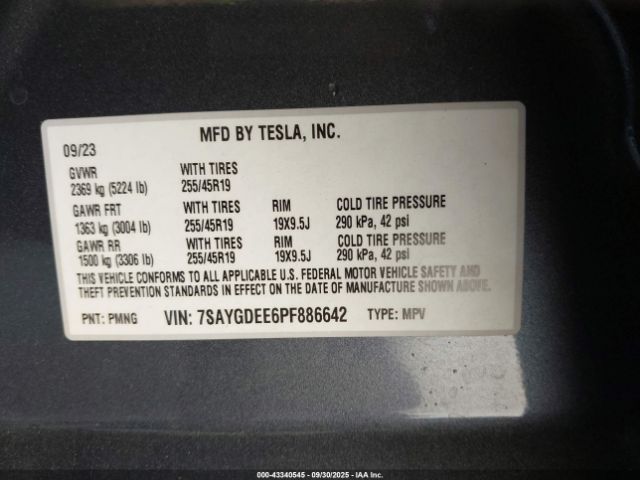 MFD BY TESLA, INC.
09/23
GVWR WITH TIRES
2369 kg (5224 lb) 255/45R19
GAWR FRT WITH TIRES RIM COLD TIRE PRESSURE
1363 kg (3004 lb) 255/45R19 19X9.5J 290 kPa, 42 psi
GAWR RR WITH TIRES RIM COLD TIRE PRESSURE
1500 kg (3306 lb) 255/45R19 19X9.5J 290 kPa, 42 psi
THIS VEHICLE CONFORMS TO ALL APPLICABLE U.S. FEDERAL MOTOR VEHICLE SAFETY AND
THEFT PREVENTION STANDARDS IN EFFECT ON THE DATE OF MANUFACTURE SHOWN ABOVE.
PNT: PMNG VIN: 7SAYGDEE6PF886642 TYPE: MPV
000-43340545 - 09/30/2025 - IAA Inc.